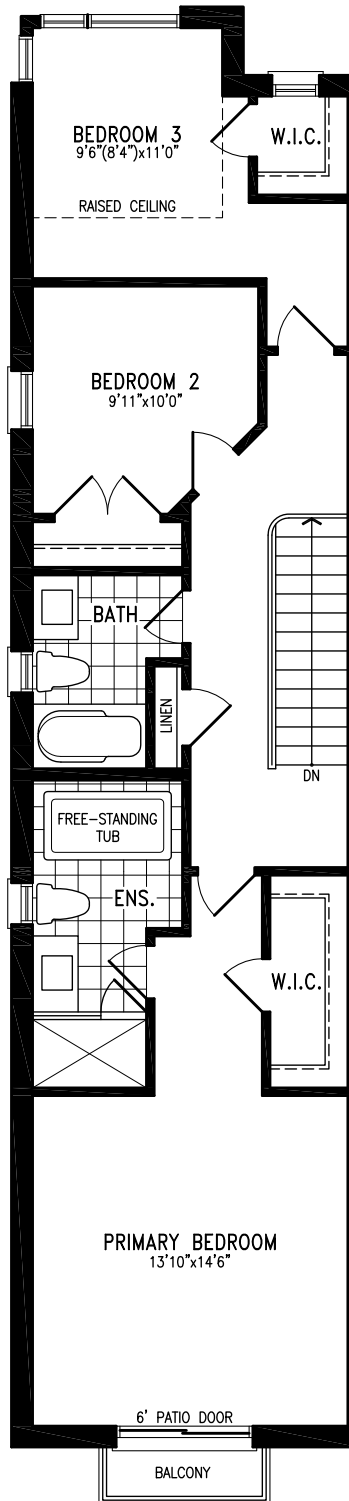 BEDROOM 3
9'6"(8'4")x11'0"
W.I.C.
RAISED CEILING
BEDROOM 2
9'11"x10'0"
BATH
LINEN
DN
FREE-STANDING
TUB
ENS.
W.I.C.
PRIMARY BEDROOM
13'10"x14'6"
6' PATIO DOOR
BALCONY